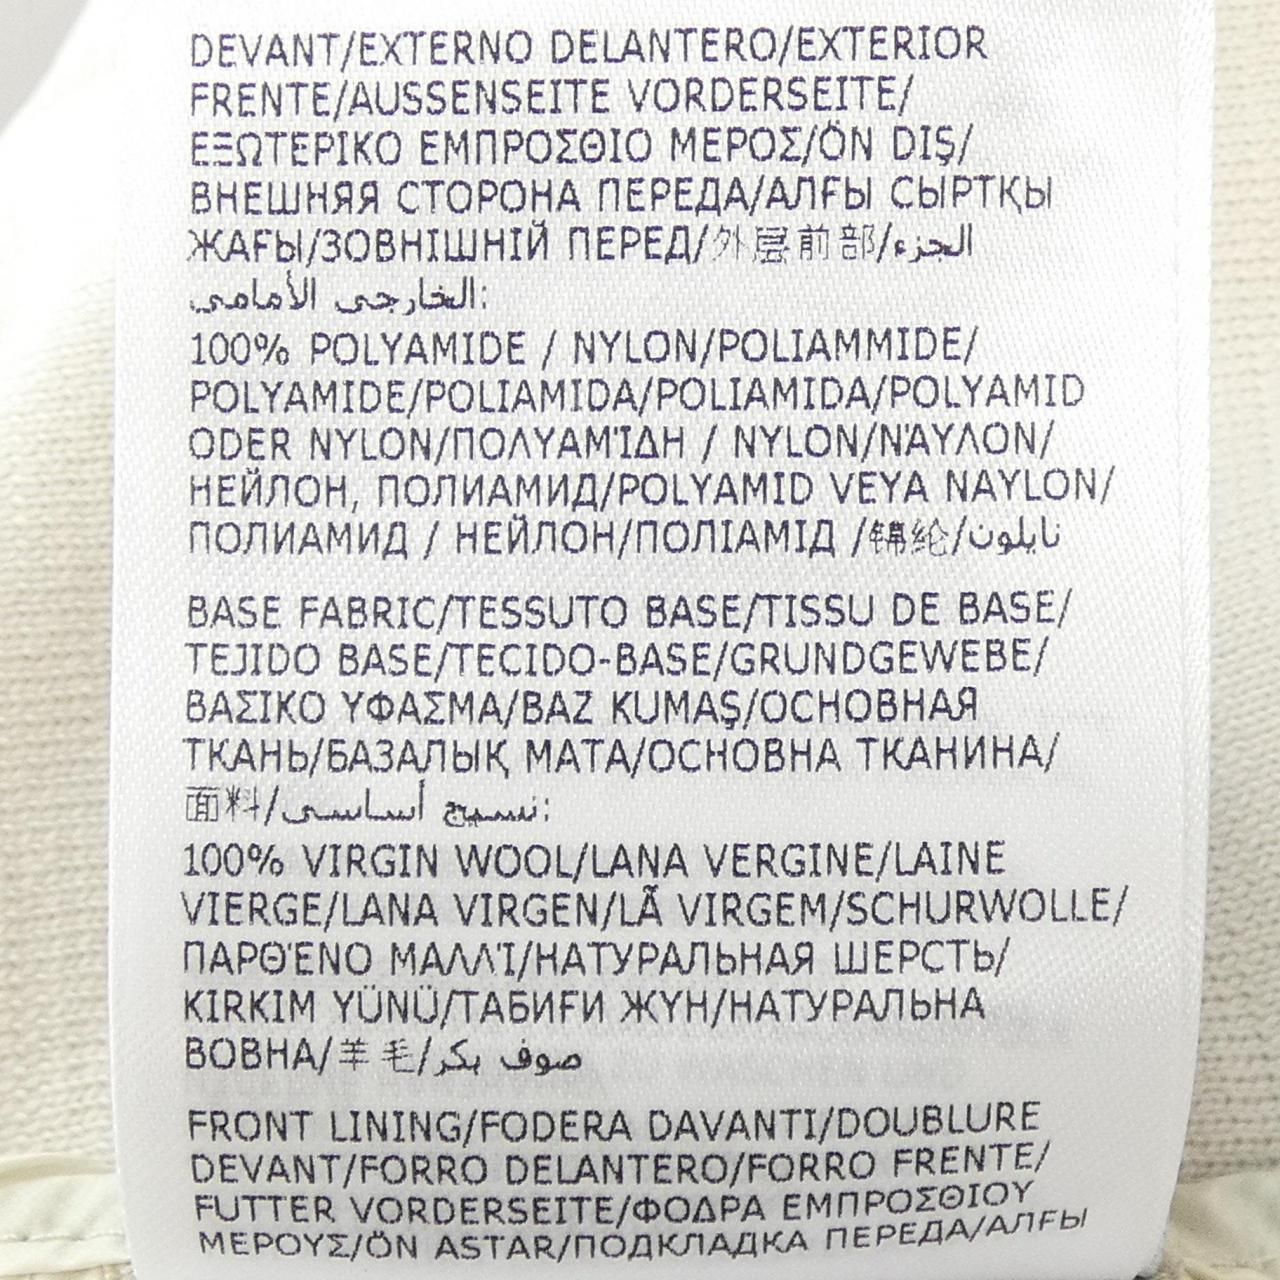 DEVANT/EXTERNO DELANTERO/EXTERIOR
FRENTE/AUSSENSEITE VORDERSEITE/
ΕΞΩΤΕΡΙΚΟ ΕΜΠΡΟΣΘΙΟ ΜΕΡΟΣ/ÖN DIŞ/
ВНЕШНЯЯ СТОРОНА ПЕРЕДА/АЛҒЫ СЫРТҚЫ
ЖАҒЫ/ЗОВНІШНІЙ ПЕРЕД/外层前部/الجزء
الخارجي الأمامي:
100% POLYAMIDE / NYLON/POLIAMMIDE/
POLYAMIDE/POLIAMIDA/POLIAMIDA/POLYAMID
ODER NYLON/ΠΟΛΥΑΜΊΔΗ / NYLON/ΝΆΥΛΟΝ/
НЕЙЛОН, ПОЛИАМИД/POLYAMID VEYA NAYLON/
ПОЛИАМИД / НЕЙЛОН/ПОЛІАМІД /锦纶/نايلون
BASE FABRIC/TESSUTO BASE/TISSU DE BASE/
TEJIDO BASE/TECIDO-BASE/GRUNDGEWEBE/
ΒΑΣΙΚΟ ΥΦΑΣΜΑ/BAZ KUMAŞ/ОСНОВНАЯ
ТКАНЬ/БАЗАЛЫҚ МАТА/ОСНОВНА ТКАНИНА/
面料/نسيج أساسي:
100% VIRGIN WOOL/LANA VERGINE/LAINE
VIERGE/LANA VIRGEN/LÃ VIRGEM/SCHURWOLLE/
ΠΑΡΘΈΝΟ ΜΑΛΛΊ/НАТУРАЛЬНАЯ ШЕРСТЬ/
KIRKIM YÜNÜ/ТАБИҒИ ЖҮН/НАТУРАЛЬНА
ВОВНА/羊毛/صوف بكر
FRONT LINING/FODERA DAVANTI/DOUBLURE
DEVANT/FORRO DELANTERO/FORRO FRENTE/
FUTTER VORDERSEITE/ΦΟΔΡΑ ΕΜΠΡΟΣΘΙΟΥ
ΜΕΡΟΥΣ/ÖN ASTAR/ПОДКЛАДКА ПЕРЕДА/АЛҒЫ